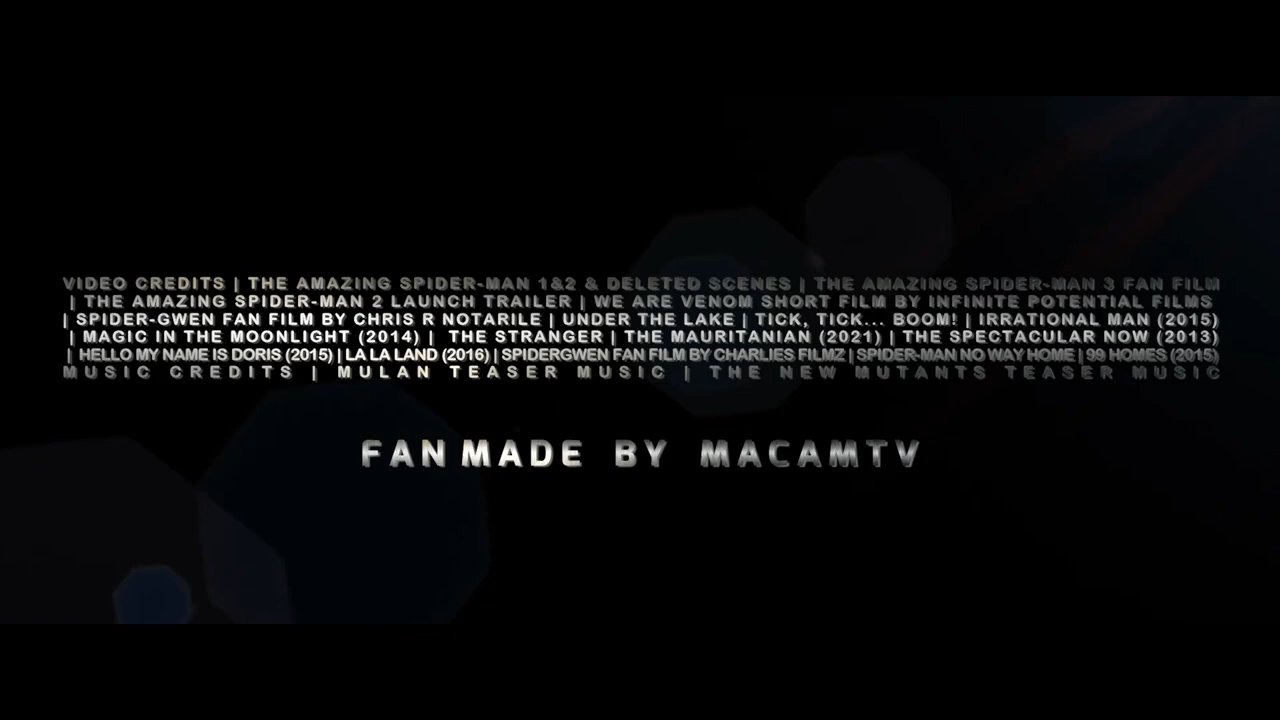 VIDEO CREDITS | THE AMAZING SPIDER-MAN 1&2 & DELETED SCENES | THE AMAZING SPIDER-MAN 3 FAN FILM
| THE AMAZING SPIDER-MAN 2 LAUNCH TRAILER | WE ARE VENOM SHORT FILM BY INFINITE POTENTIAL FILMS
| SPIDER-GWEN FAN FILM BY CHRIS R NOTARILE | UNDER THE LAKE | TICK, TICK... BOOM! | IRRATIONAL MAN (2015)
| MAGIC IN THE MOONLIGHT (2014) | THE STRANGER | THE MAURITANIAN (2021) | THE SPECTACULAR NOW (2013)
| HELLO MY NAME IS DORIS (2015) | LA LA LAND (2016) | SPIDERGWEN FAN FILM BY CHARLIES FILMZ | SPIDER-MAN NO WAY HOME | 99 HOMES (2015)
MUSIC CREDITS | MULAN TEASER MUSIC | THE NEW MUTANTS TEASER MUSIC
FAN MADE BY MACAMTV